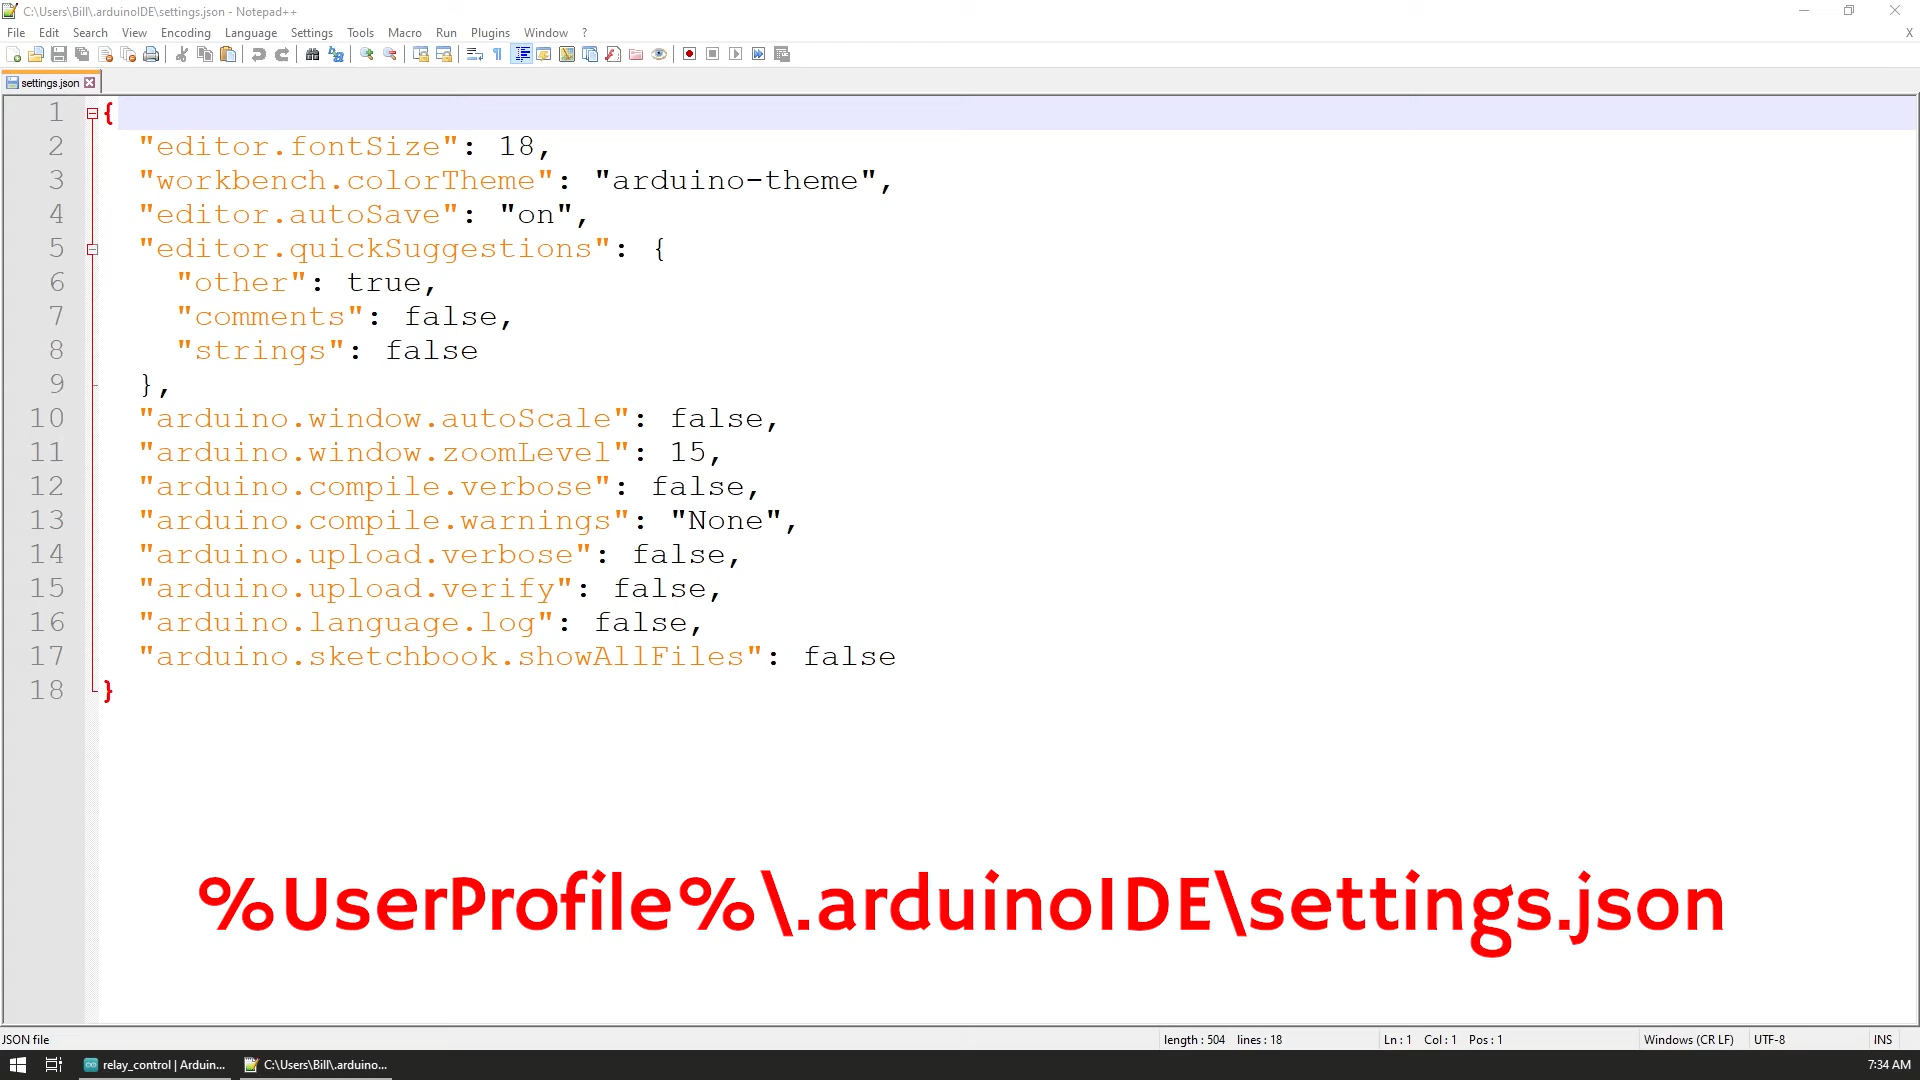 C:\Users\Bill\.arduinoIDE\settings.json - Notepad++
File Edit Search View Encoding Language Settings Tools Macro Run Plugins Window ? X
settings.json
1 {
2 "editor.fontSize": 18,
3 "workbench.colorTheme": "arduino-theme",
4 "editor.autoSave": "on",
5 "editor.quickSuggestions": {
6 "other": true,
7 "comments": false,
8 "strings": false
9 },
10 "arduino.window.autoScale": false,
11 "arduino.window.zoomLevel": 15,
12 "arduino.compile.verbose": false,
13 "arduino.compile.warnings": "None",
14 "arduino.upload.verbose": false,
15 "arduino.upload.verify": false,
16 "arduino.language.log": false,
17 "arduino.sketchbook.showAllFiles": false
18 }
%UserProfile%\.arduinoIDE\settings.json
JSON file length : 504 lines : 18 Ln : 1 Col : 1 Pos : 1 Windows (CR LF) UTF-8 INS
relay_control | Arduin... C:\Users\Bill\.arduino... 7:34 AM